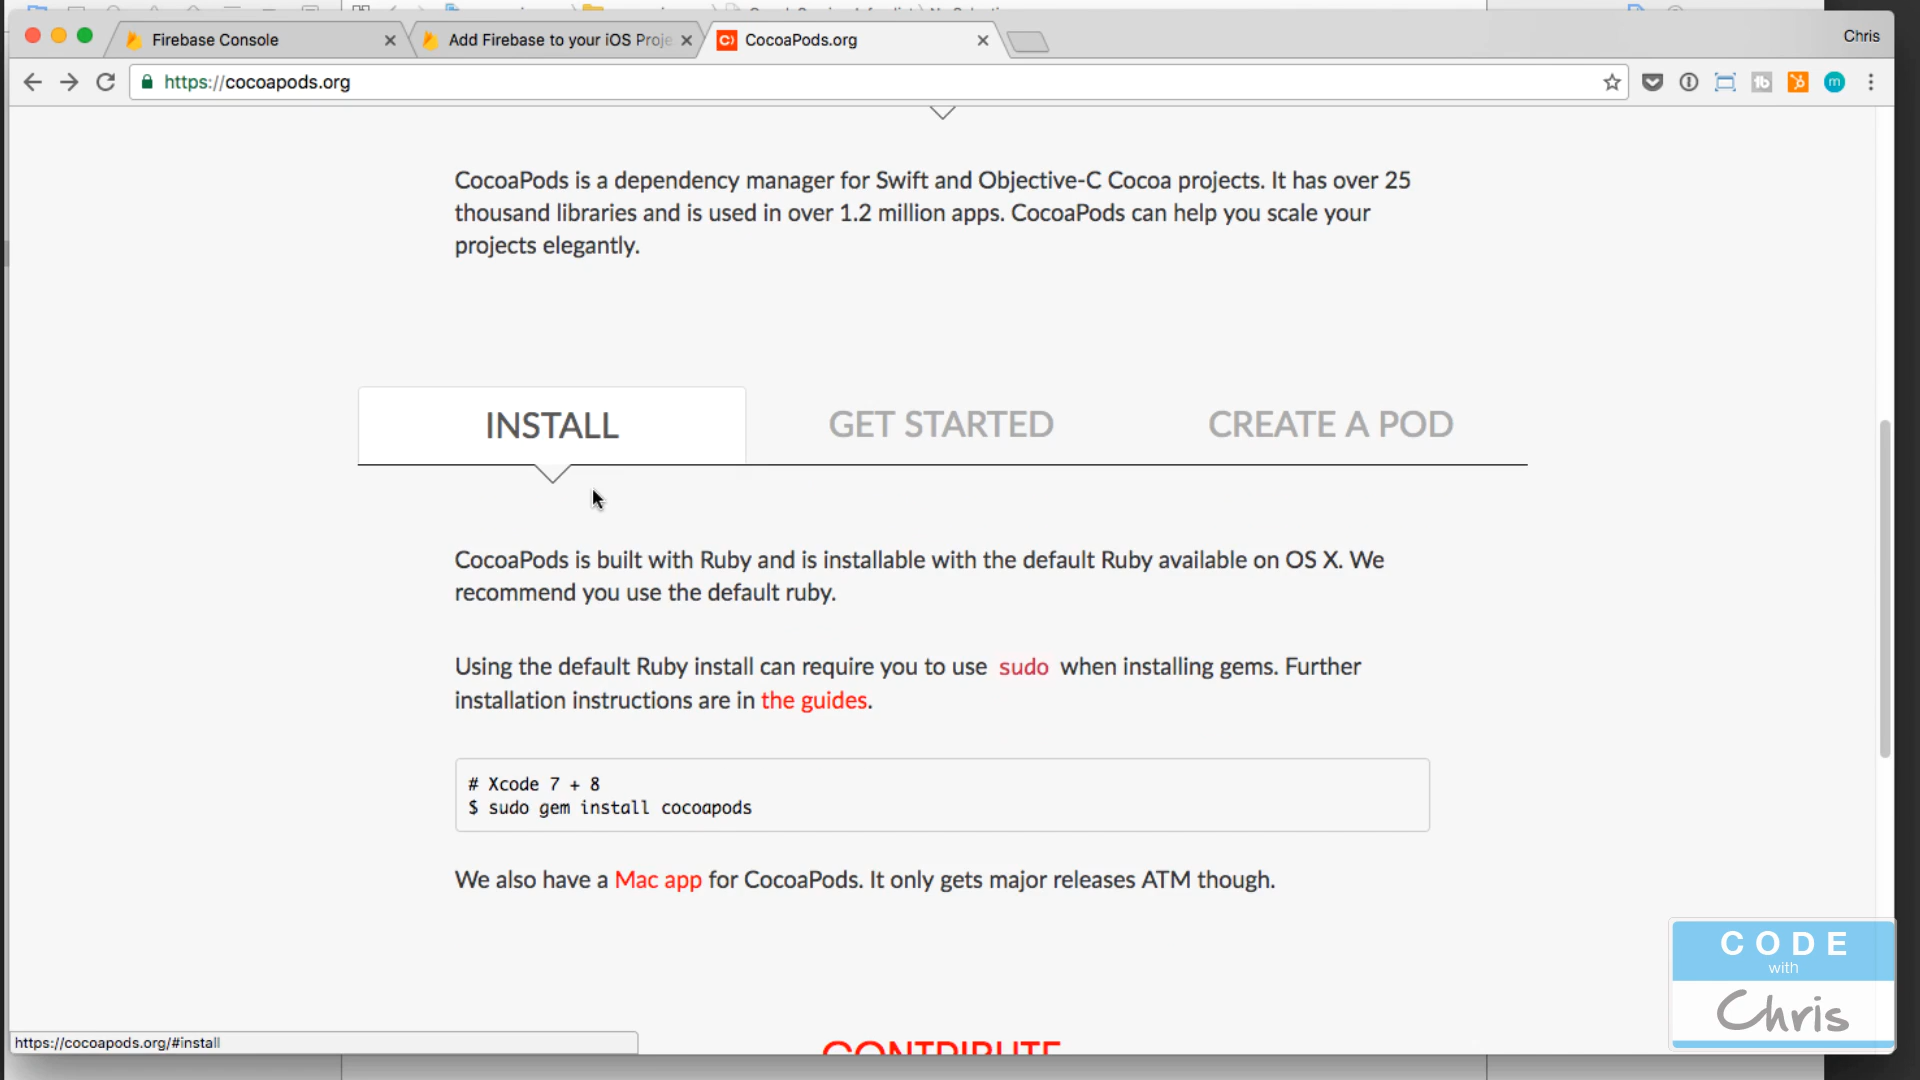 Firebase Console
Add Firebase to your iOS Proje
CocoaPods.org
Chris
https://cocoapods.org
CocoaPods is a dependency manager for Swift and Objective-C Cocoa projects. It has over 25
thousand libraries and is used in over 1.2 million apps. CocoaPods can help you scale your
projects elegantly.
INSTALL
GET STARTED
CREATE A POD
CocoaPods is built with Ruby and is installable with the default Ruby available on OS X. We
recommend you use the default ruby.
Using the default Ruby install can require you to use sudo when installing gems. Further
installation instructions are in the guides.
# Xcode 7 + 8
$ sudo gem install cocoapods
We also have a Mac app for CocoaPods. It only gets major releases ATM though.
CONTRIBUTE
https://cocoapods.org/#install
CODE
with
Chris